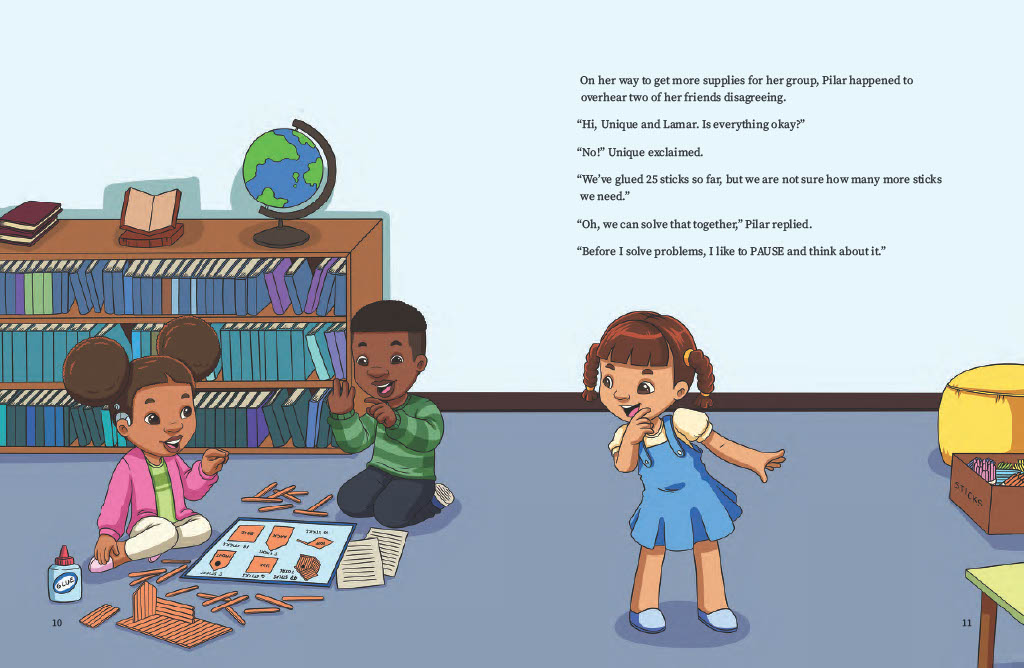 On her way to get more supplies for her group, Pilar happened to
overhear two of her friends disagreeing.
“Hi, Unique and Lamar. Is everything okay?”
“No!” Unique exclaimed.
“We’ve glued 25 sticks so far, but we are not sure how many more sticks
we need.”
“Oh, we can solve that together,” Pilar replied.
“Before I solve problems, I like to PAUSE and think about it.”
STICKS
GLUE
10
11